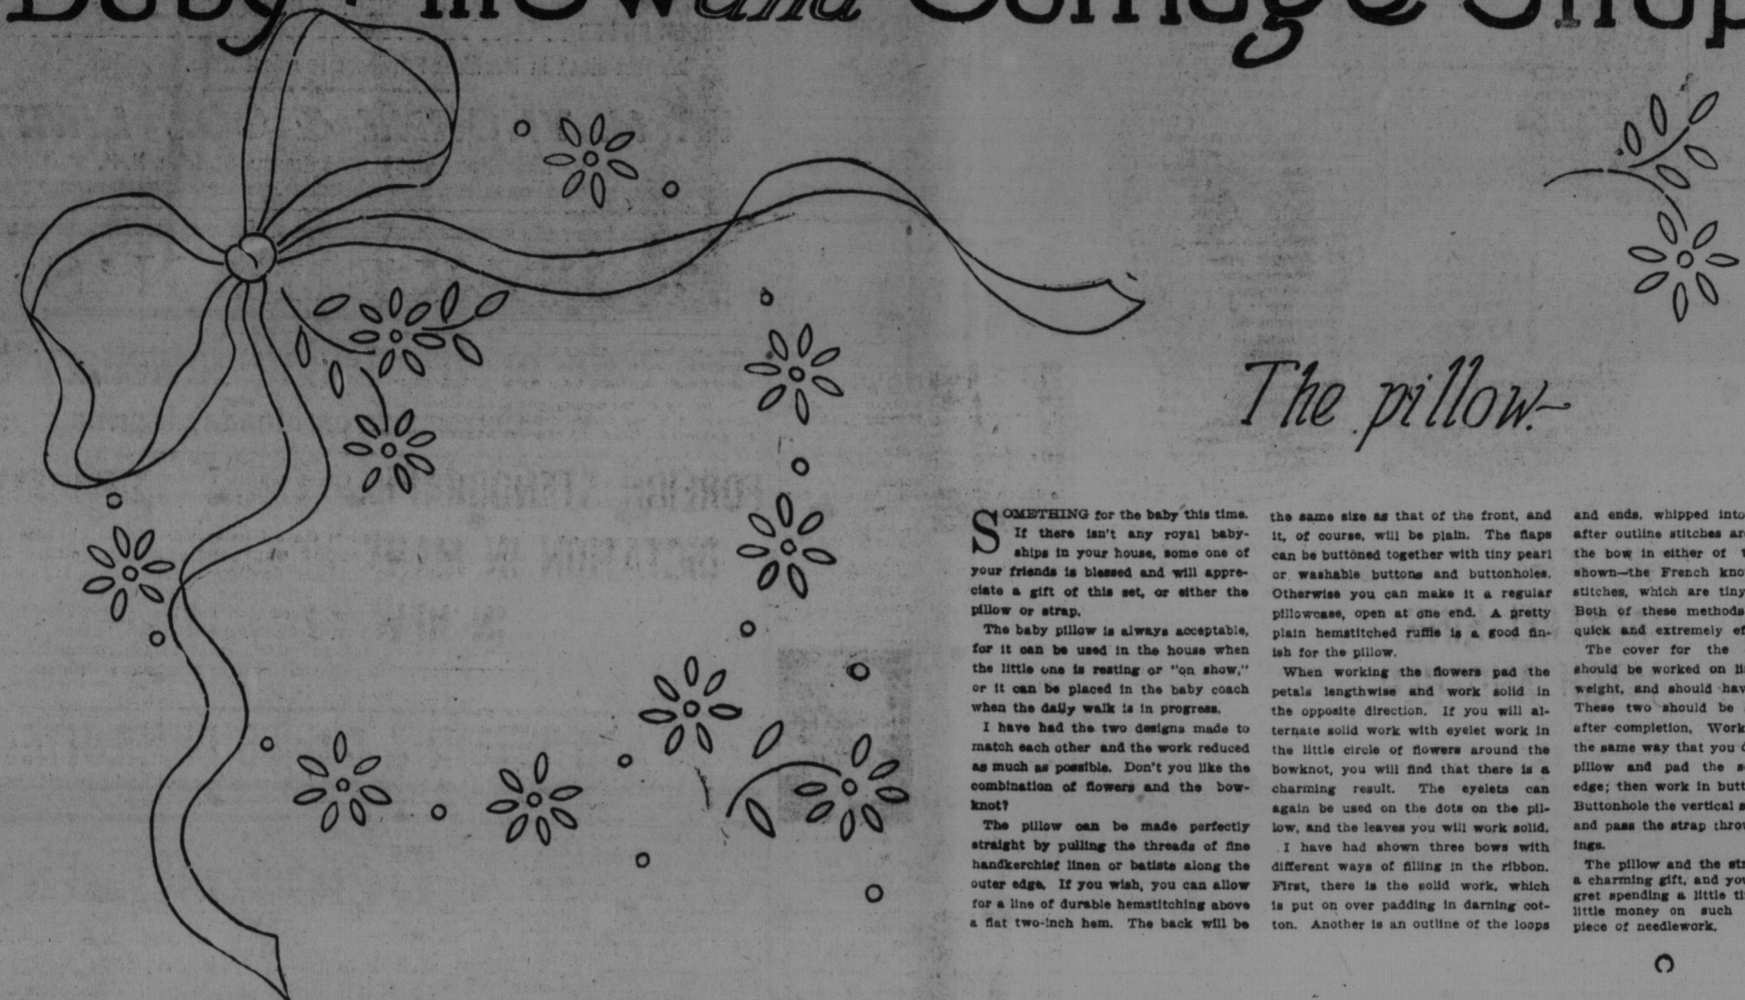 Baby Pillow and Carriage Strap
The pillow.
SOMETHING for the baby this time.
If there isn't any royal baby-
ships in your house, some one of
your friends is blessed and will appre-
ciate a gift of this set, or either the
pillow or strap.
The baby pillow is always acceptable,
for it can be used in the house when
the little one is resting or "on show,"
or it can be placed in the baby coach
when the daily walk is in progress.
I have had the two designs made to
match each other and the work reduced
as much as possible. Don't you like the
combination of flowers and the bow-
knot?
The pillow can be made perfectly
straight by pulling the threads of fine
handkerchief linen or batiste along the
outer edge. If you wish, you can allow
for a line of durable hemstitching above
a flat two-inch hem. The back will be
the same size as that of the front, and
it, of course, will be plain. The flaps
can be buttoned together with tiny pearl
or washable buttons and buttonholes.
Otherwise you can make it a regular
pillowcase, open at one end. A pretty
plain hemstitched ruffle is a good fin-
ish for the pillow.
When working the flowers pad the
petals lengthwise and work solid in
the opposite direction. If you will al-
ternate solid work with eyelet work in
the little circle of flowers around the
bowknot, you will find that there is a
charming result. The eyelets can
again be used on the dots on the pil-
low, and the leaves you will work solid.
I have had shown three bows with
different ways of filling in the ribbon.
First, there is the solid work, which
is put on over padding in darning cot-
ton. Another is an outline of the loops
and ends, whipped into
after outline stitches
the bow in either of
shown—the French
stitches, which are tiny
Both of these methods
quick and extremely
The cover for the
should be worked on
weight, and should
These two should be
after completion. Work
the same way that you
pillow and pad the
edge; then work in
Buttonhole the vertical
and pass the strap
ings.
The pillow and the
a charming gift, and
gret spending a little
little money on such
piece of needlework.